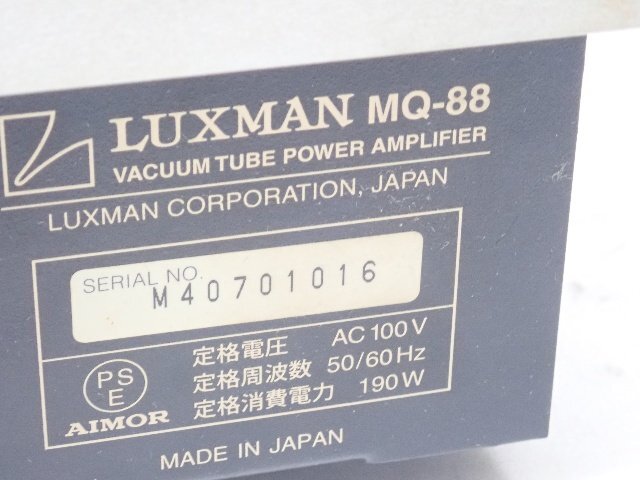 LUXMAN MQ-88
VACUUM TUBE POWER AMPLIFIER
LUXMAN CORPORATION, JAPAN
SERIAL NO.
M40701016
PS
E
AIMOR
定格電圧 AC 100V
定格周波数 50/60Hz
定格消費電力 190W
MADE IN JAPAN